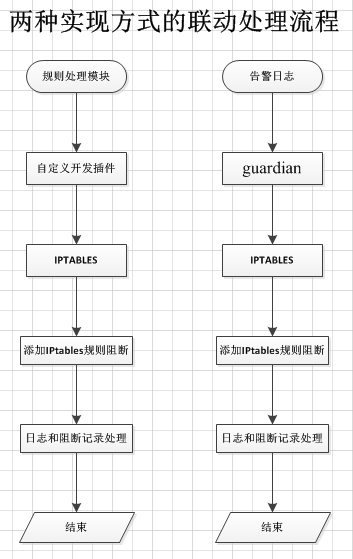 两种实现方式的联动处理流程
规则处理模块
自定义开发插件
IPTABLES
添加IPtables规则阻断
日志和阻断记录处理
结束
告警日志
guardian
IPTABLES
添加IPtables规则阻断
日志和阻断记录处理
结束